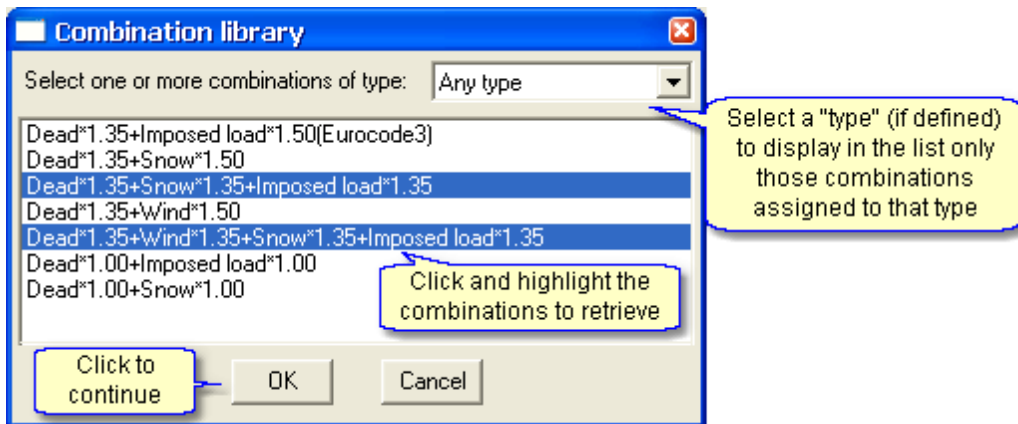 Combination library
Select one or more combinations of type:
Any type
Select a "type" (if defined)
to display in the list only
those combinations
assigned to that type
Dead*1.35+Imposed load*1.50(Eurocode3)
Dead*1.35+Snow*1.50
Dead*1.35+Snow*1.35+Imposed load*1.35
Dead*1.35+Wind*1.50
Dead*1.35+Wind*1.35+Snow*1.35+Imposed load*1.35
Dead*1.00+Imposed load*1.00
Dead*1.00+Snow*1.00
Click and highlight the
combinations to retrieve
Click to
continue
OK
Cancel